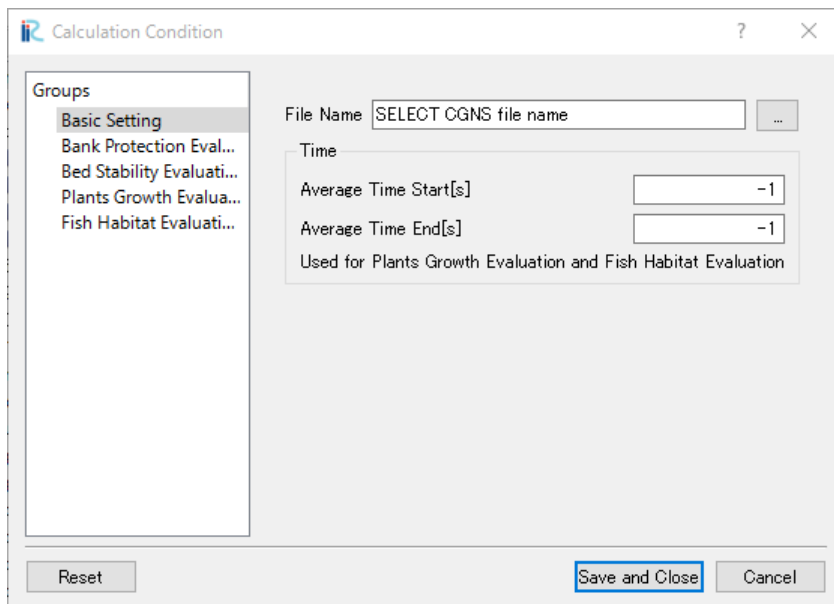 iRC Calculation Condition
?
Groups
Basic Setting
Bank Protection Eval...
Bed Stability Evaluati...
Plants Growth Evalua...
Fish Habitat Evaluati...
File Name SELECT CGNS file name ...
Time
Average Time Start[s] -1
Average Time End[s] -1
Used for Plants Growth Evaluation and Fish Habitat Evaluation
Reset Save and Close Cancel